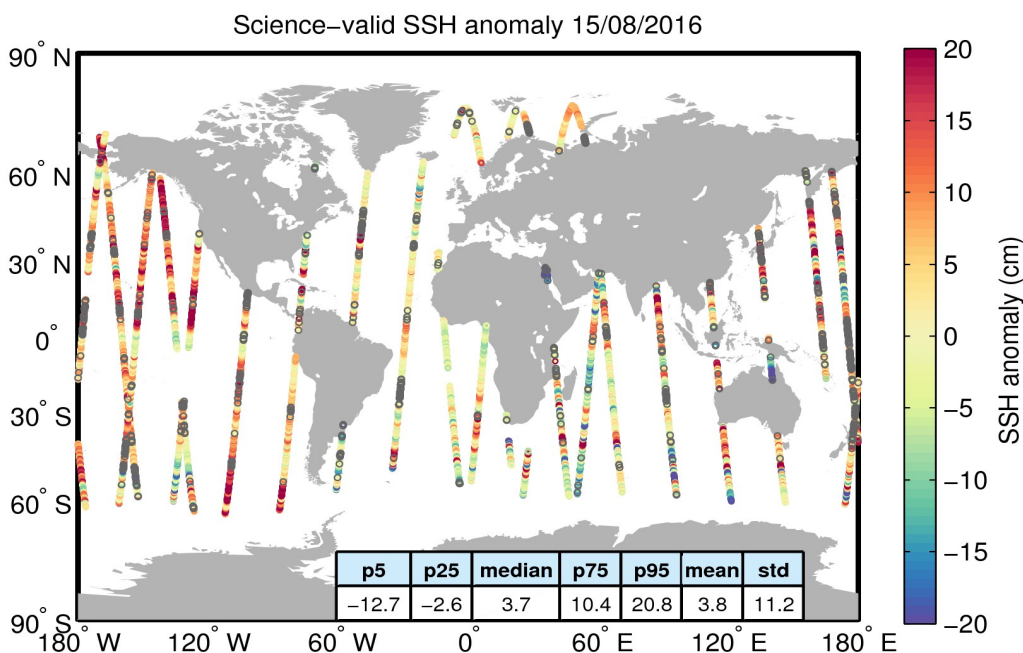 Science−valid SSH anomaly 15/08/2016
90° N
60° N
30° N
0°
30° S
60° S
90° S
180° W
120° W
60° W
0°
60° E
120° E
180° E
p5 p25 median p75 p95 mean std
−12.7 −2.6 3.7 10.4 20.8 3.8 11.2
20
15
10
5
0
−5
−10
−15
−20
SSH anomaly (cm)